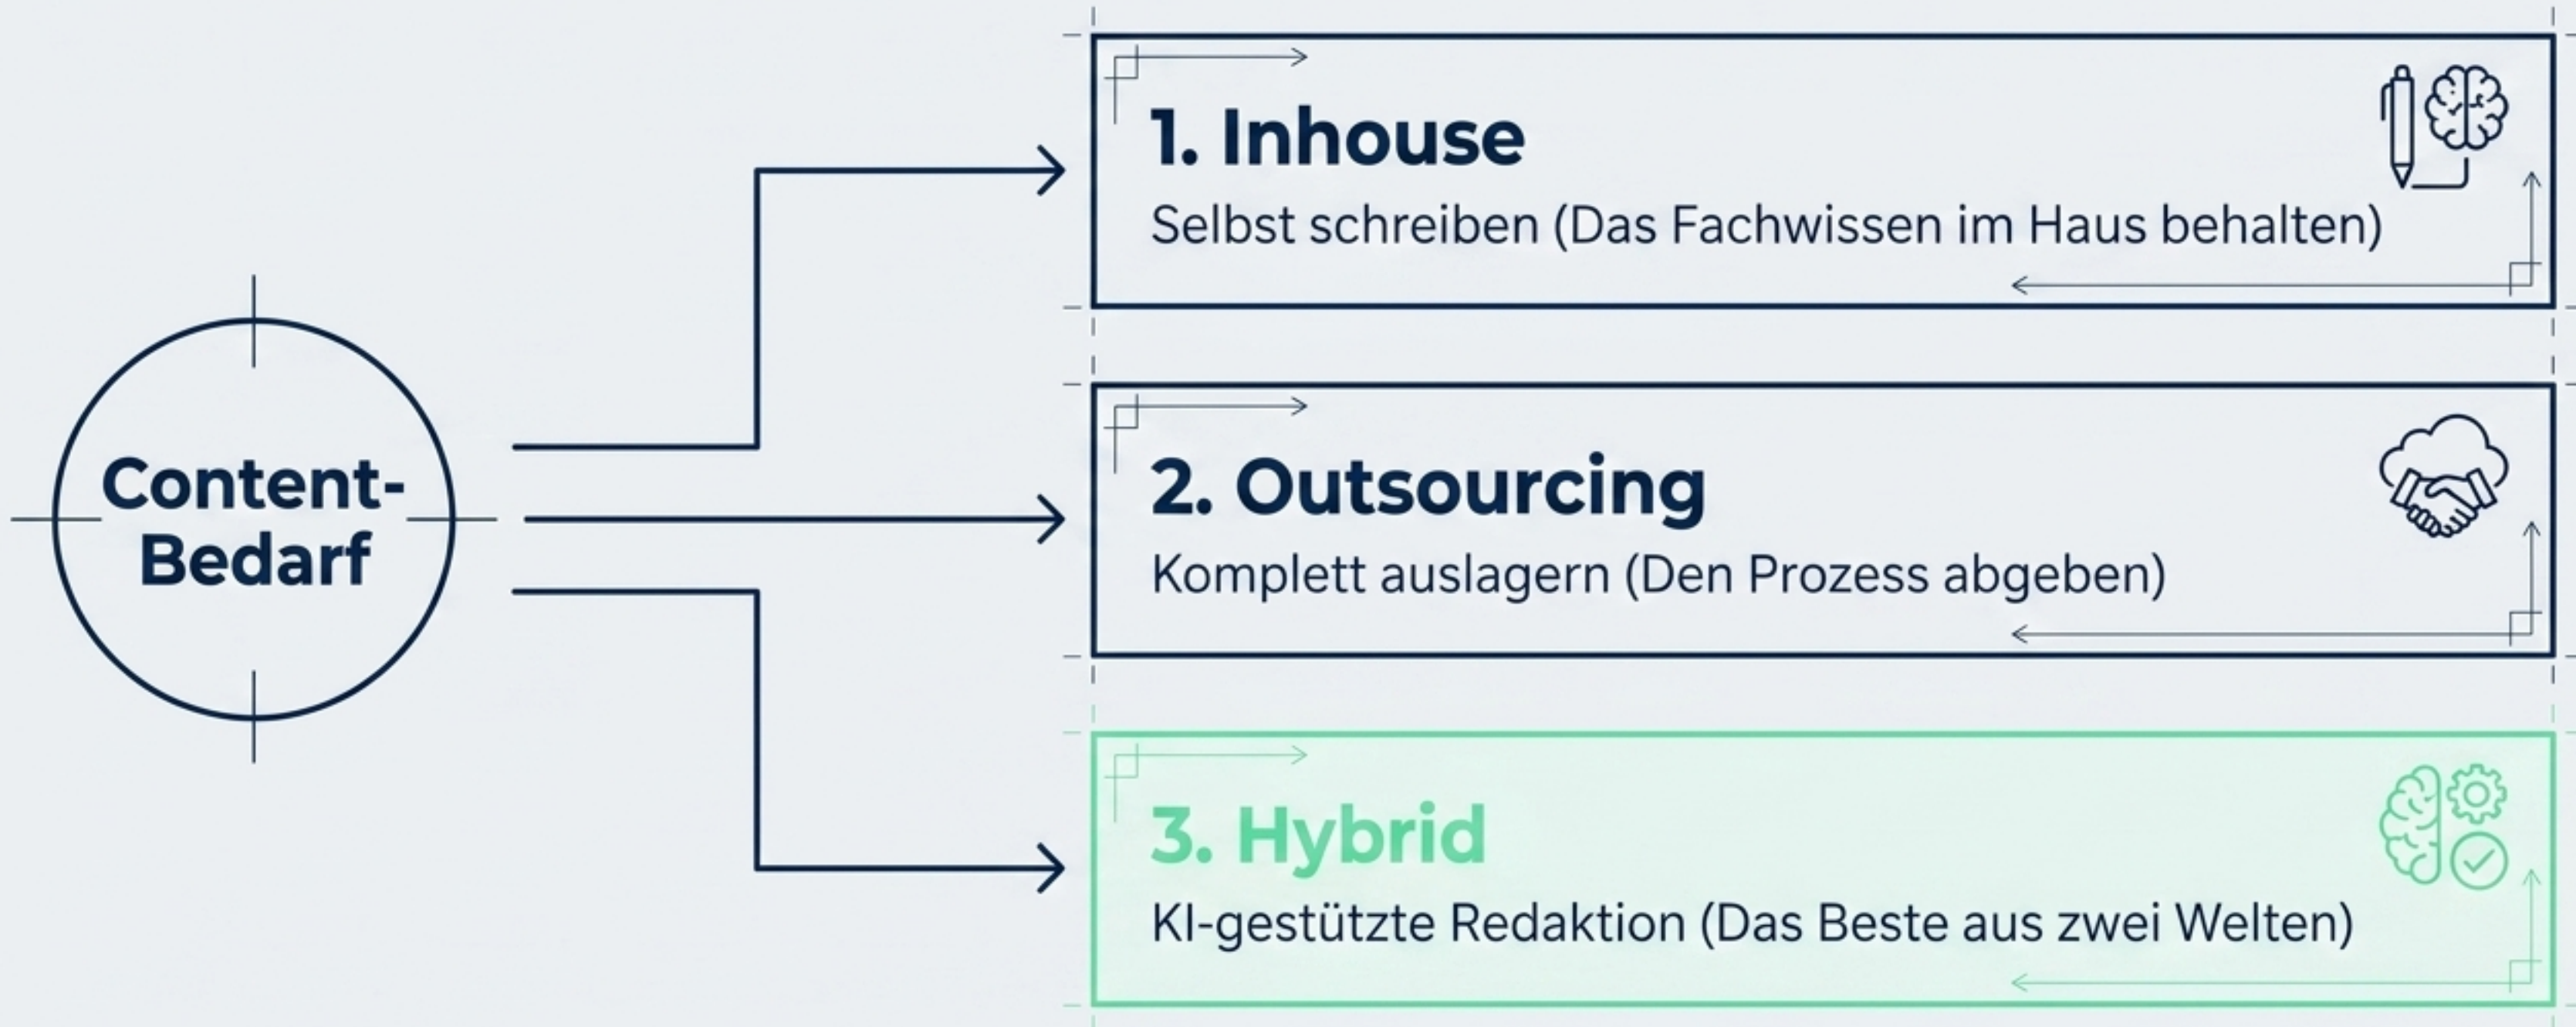 Content-
Bedarf
1. Inhouse
Selbst schreiben (Das Fachwissen im Haus behalten)
2. Outsourcing
Komplett auslagern (Den Prozess abgeben)
3. Hybrid
KI-gestützte Redaktion (Das Beste aus zwei Welten)